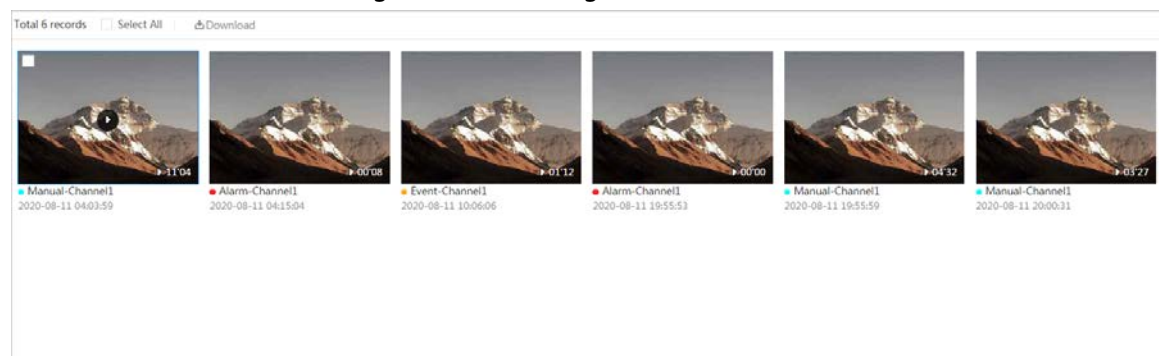 Total 6 records Select All Download
11:04 00:08 01:12 00:00 04:32 03:27
Manual-Channel1 Alarm-Channel1 Event-Channel1 Alarm-Channel1 Manual-Channel1 Manual-Channel1
2020-08-11 04:03:59 2020-08-11 04:15:04 2020-08-11 10:06:06 2020-08-11 19:55:53 2020-08-11 19:55:59 2020-08-11 20:00:31